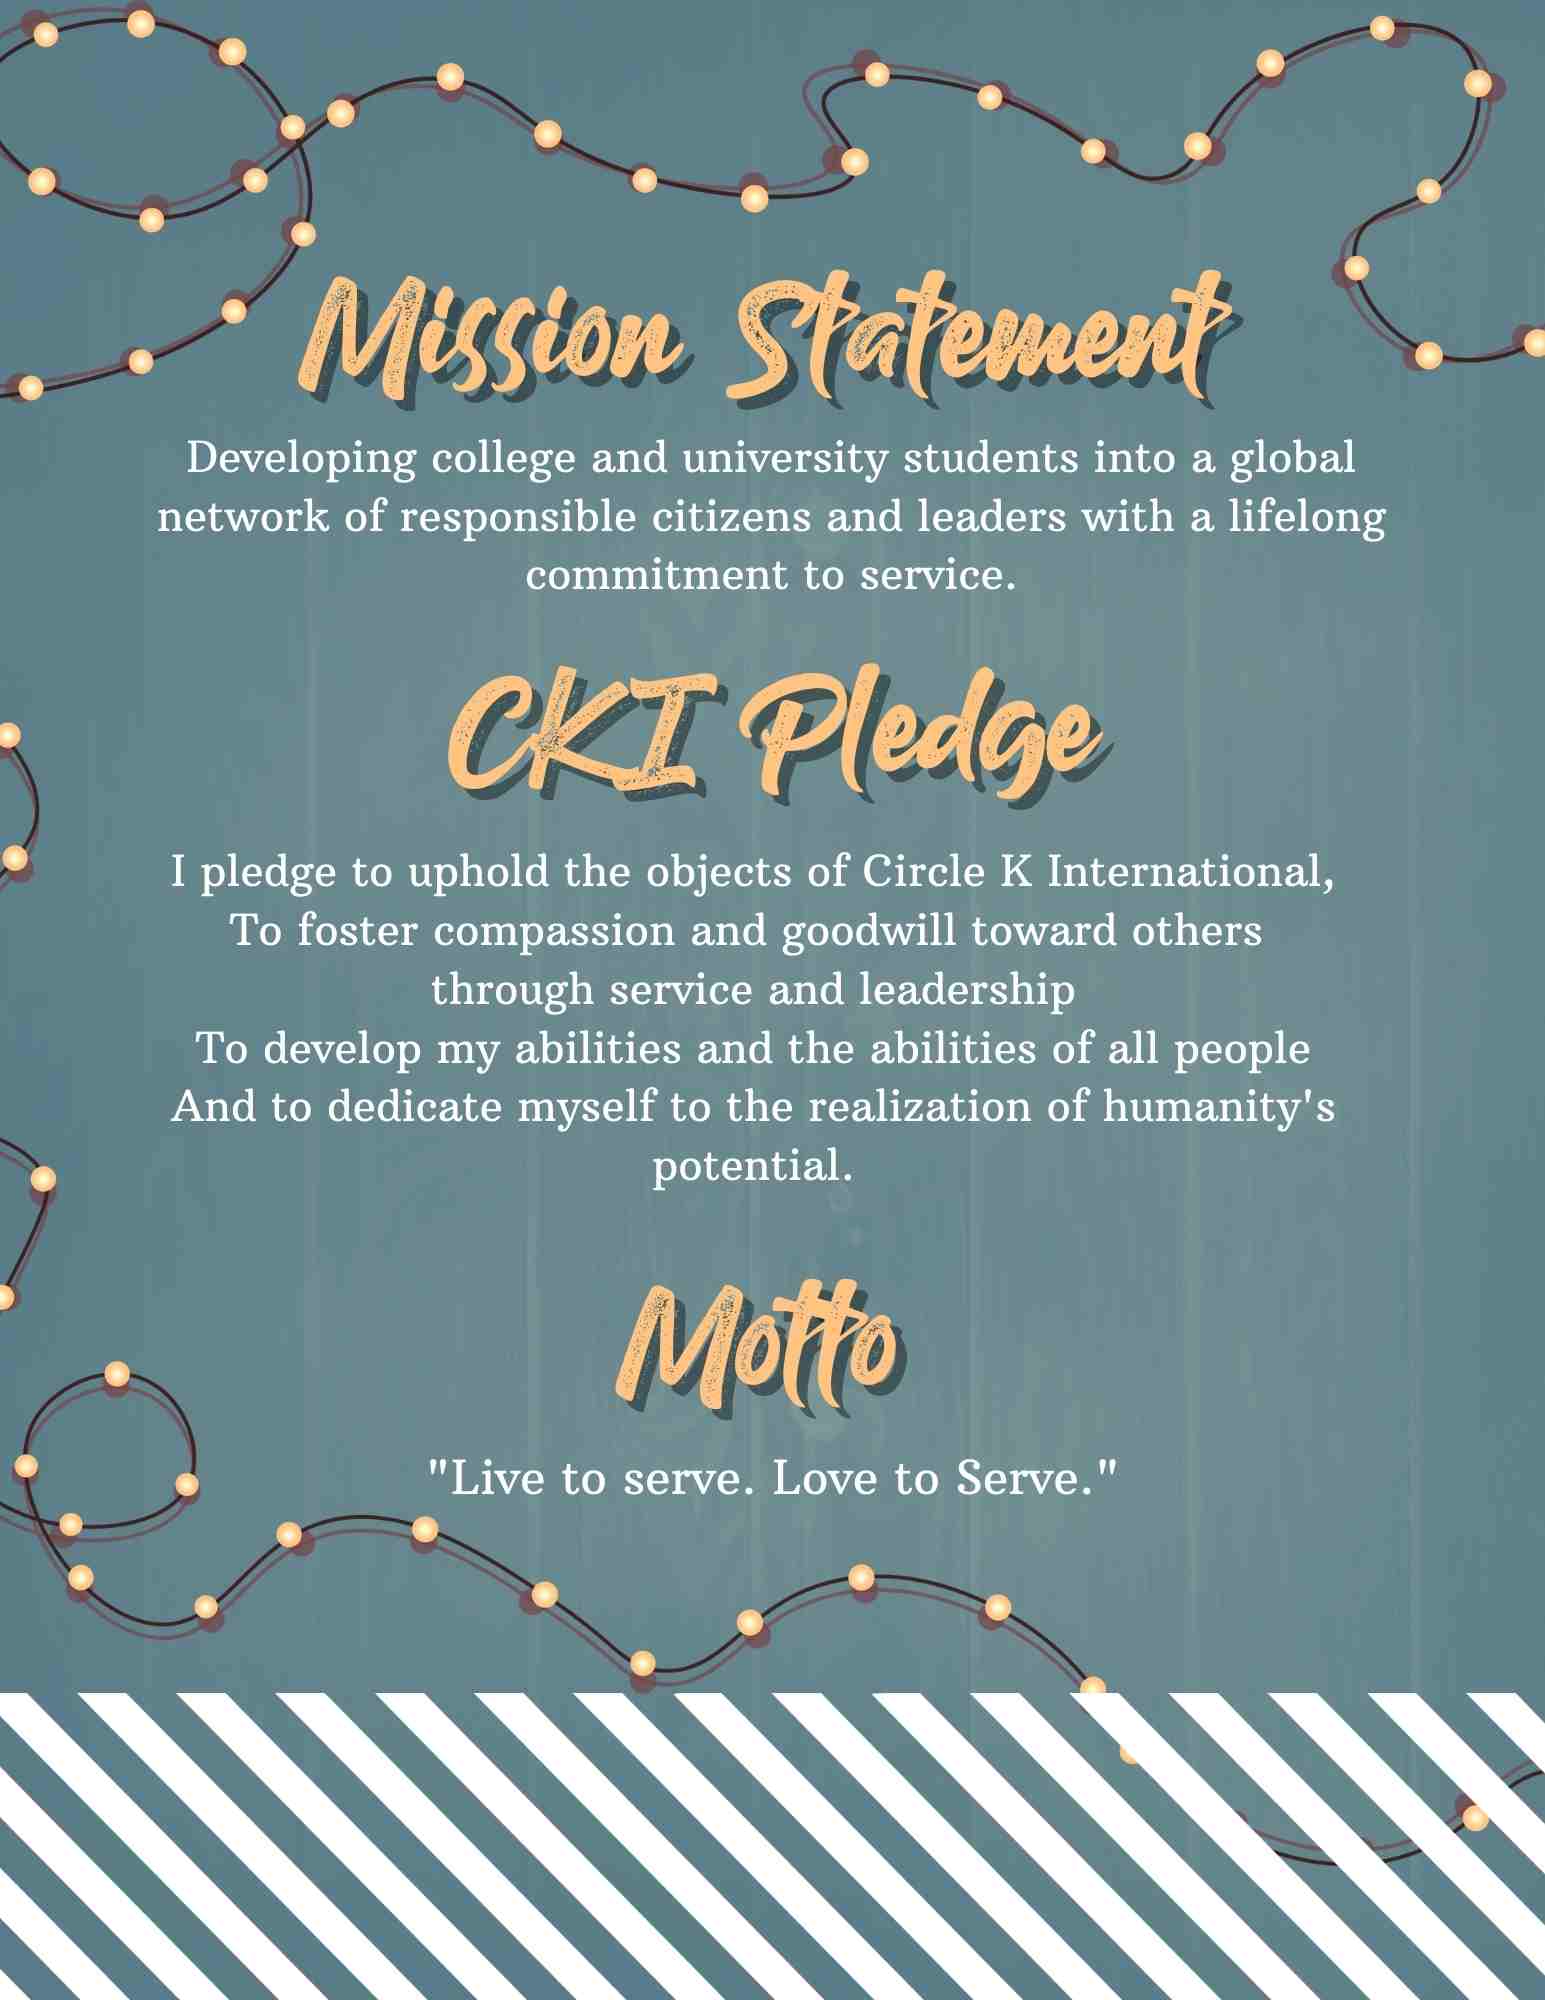 Mission Statement
Developing college and university students into a global
network of responsible citizens and leaders with a lifelong
commitment to service.
CKI Pledge
I pledge to uphold the objects of Circle K International,
To foster compassion and goodwill toward others
through service and leadership
To develop my abilities and the abilities of all people
And to dedicate myself to the realization of humanity's
potential.
Motto
"Live to serve. Love to Serve."